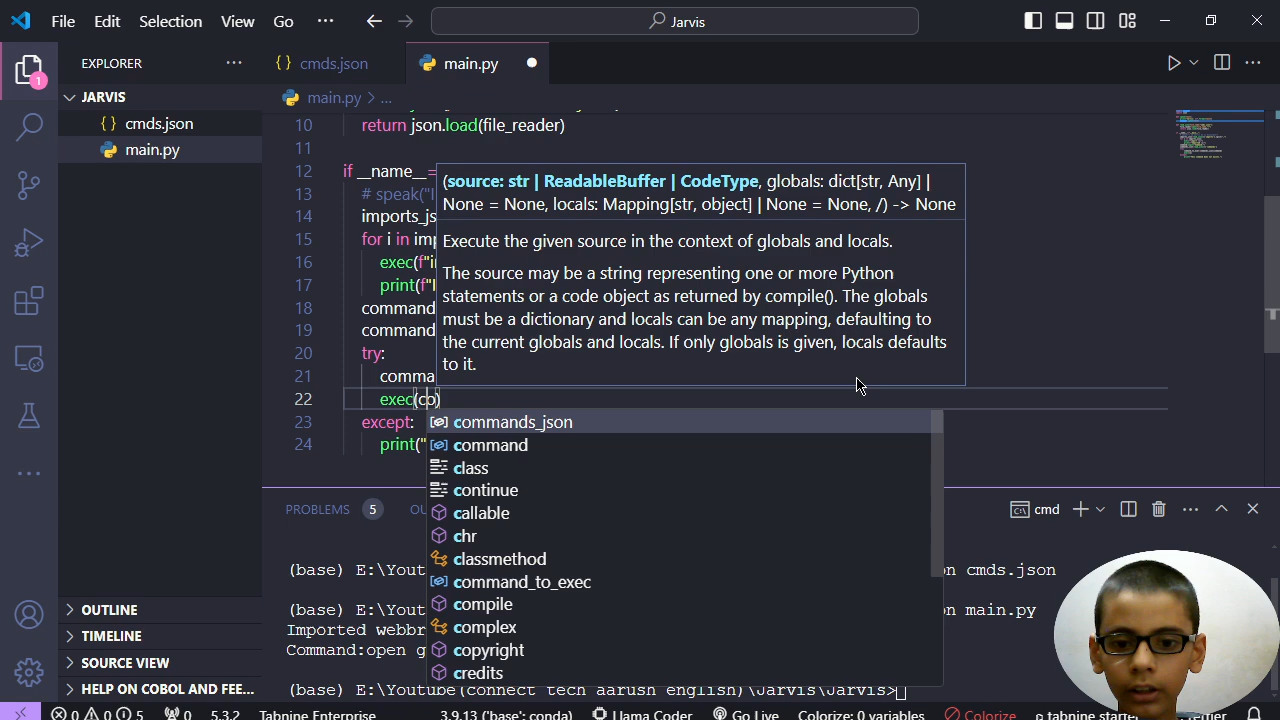 File Edit Selection View Go ··· Jarvis
EXPLORER ···
{} cmds.json
main.py
JARVIS
{} cmds.json
main.py
main.py > ...
10 return json.load(file_reader)
11
12 if __name__=
13 # speak("I
14 imports_js
15 for i in imp
16 exec(f"i
17 print(f"I
18 command
19 command
20 try:
21 comma
22 exec(co)
23 except:
24 print("
(source: str | ReadableBuffer | CodeType, globals: dict[str, Any] |
None = None, locals: Mapping[str, object] | None = None, /) -> None
Execute the given source in the context of globals and locals.
The source may be a string representing one or more Python
statements or a code object as returned by compile(). The globals
must be a dictionary and locals can be any mapping, defaulting to
the current globals and locals. If only globals is given, locals defaults
to it.
commands_json
command
class
continue
callable
chr
classmethod
command_to_exec
compile
complex
copyright
credits
PROBLEMS 5 OU
cmd
(base) E:\Yout
n cmds.json
(base) E:\Yout
n main.py
Imported webbr
Command:open g
(base) E:\Youtube(connect tech aarush english)\Jarvis\Jarvis>
OUTLINE
TIMELINE
SOURCE VIEW
HELP ON COBOL AND FEE...
1
0 0 5 0 5.3.2 Tabnine Enterprise 3.9.13 ('base': conda) Llama Coder Go Live Colorize: 0 variables Colorize tabnine starte